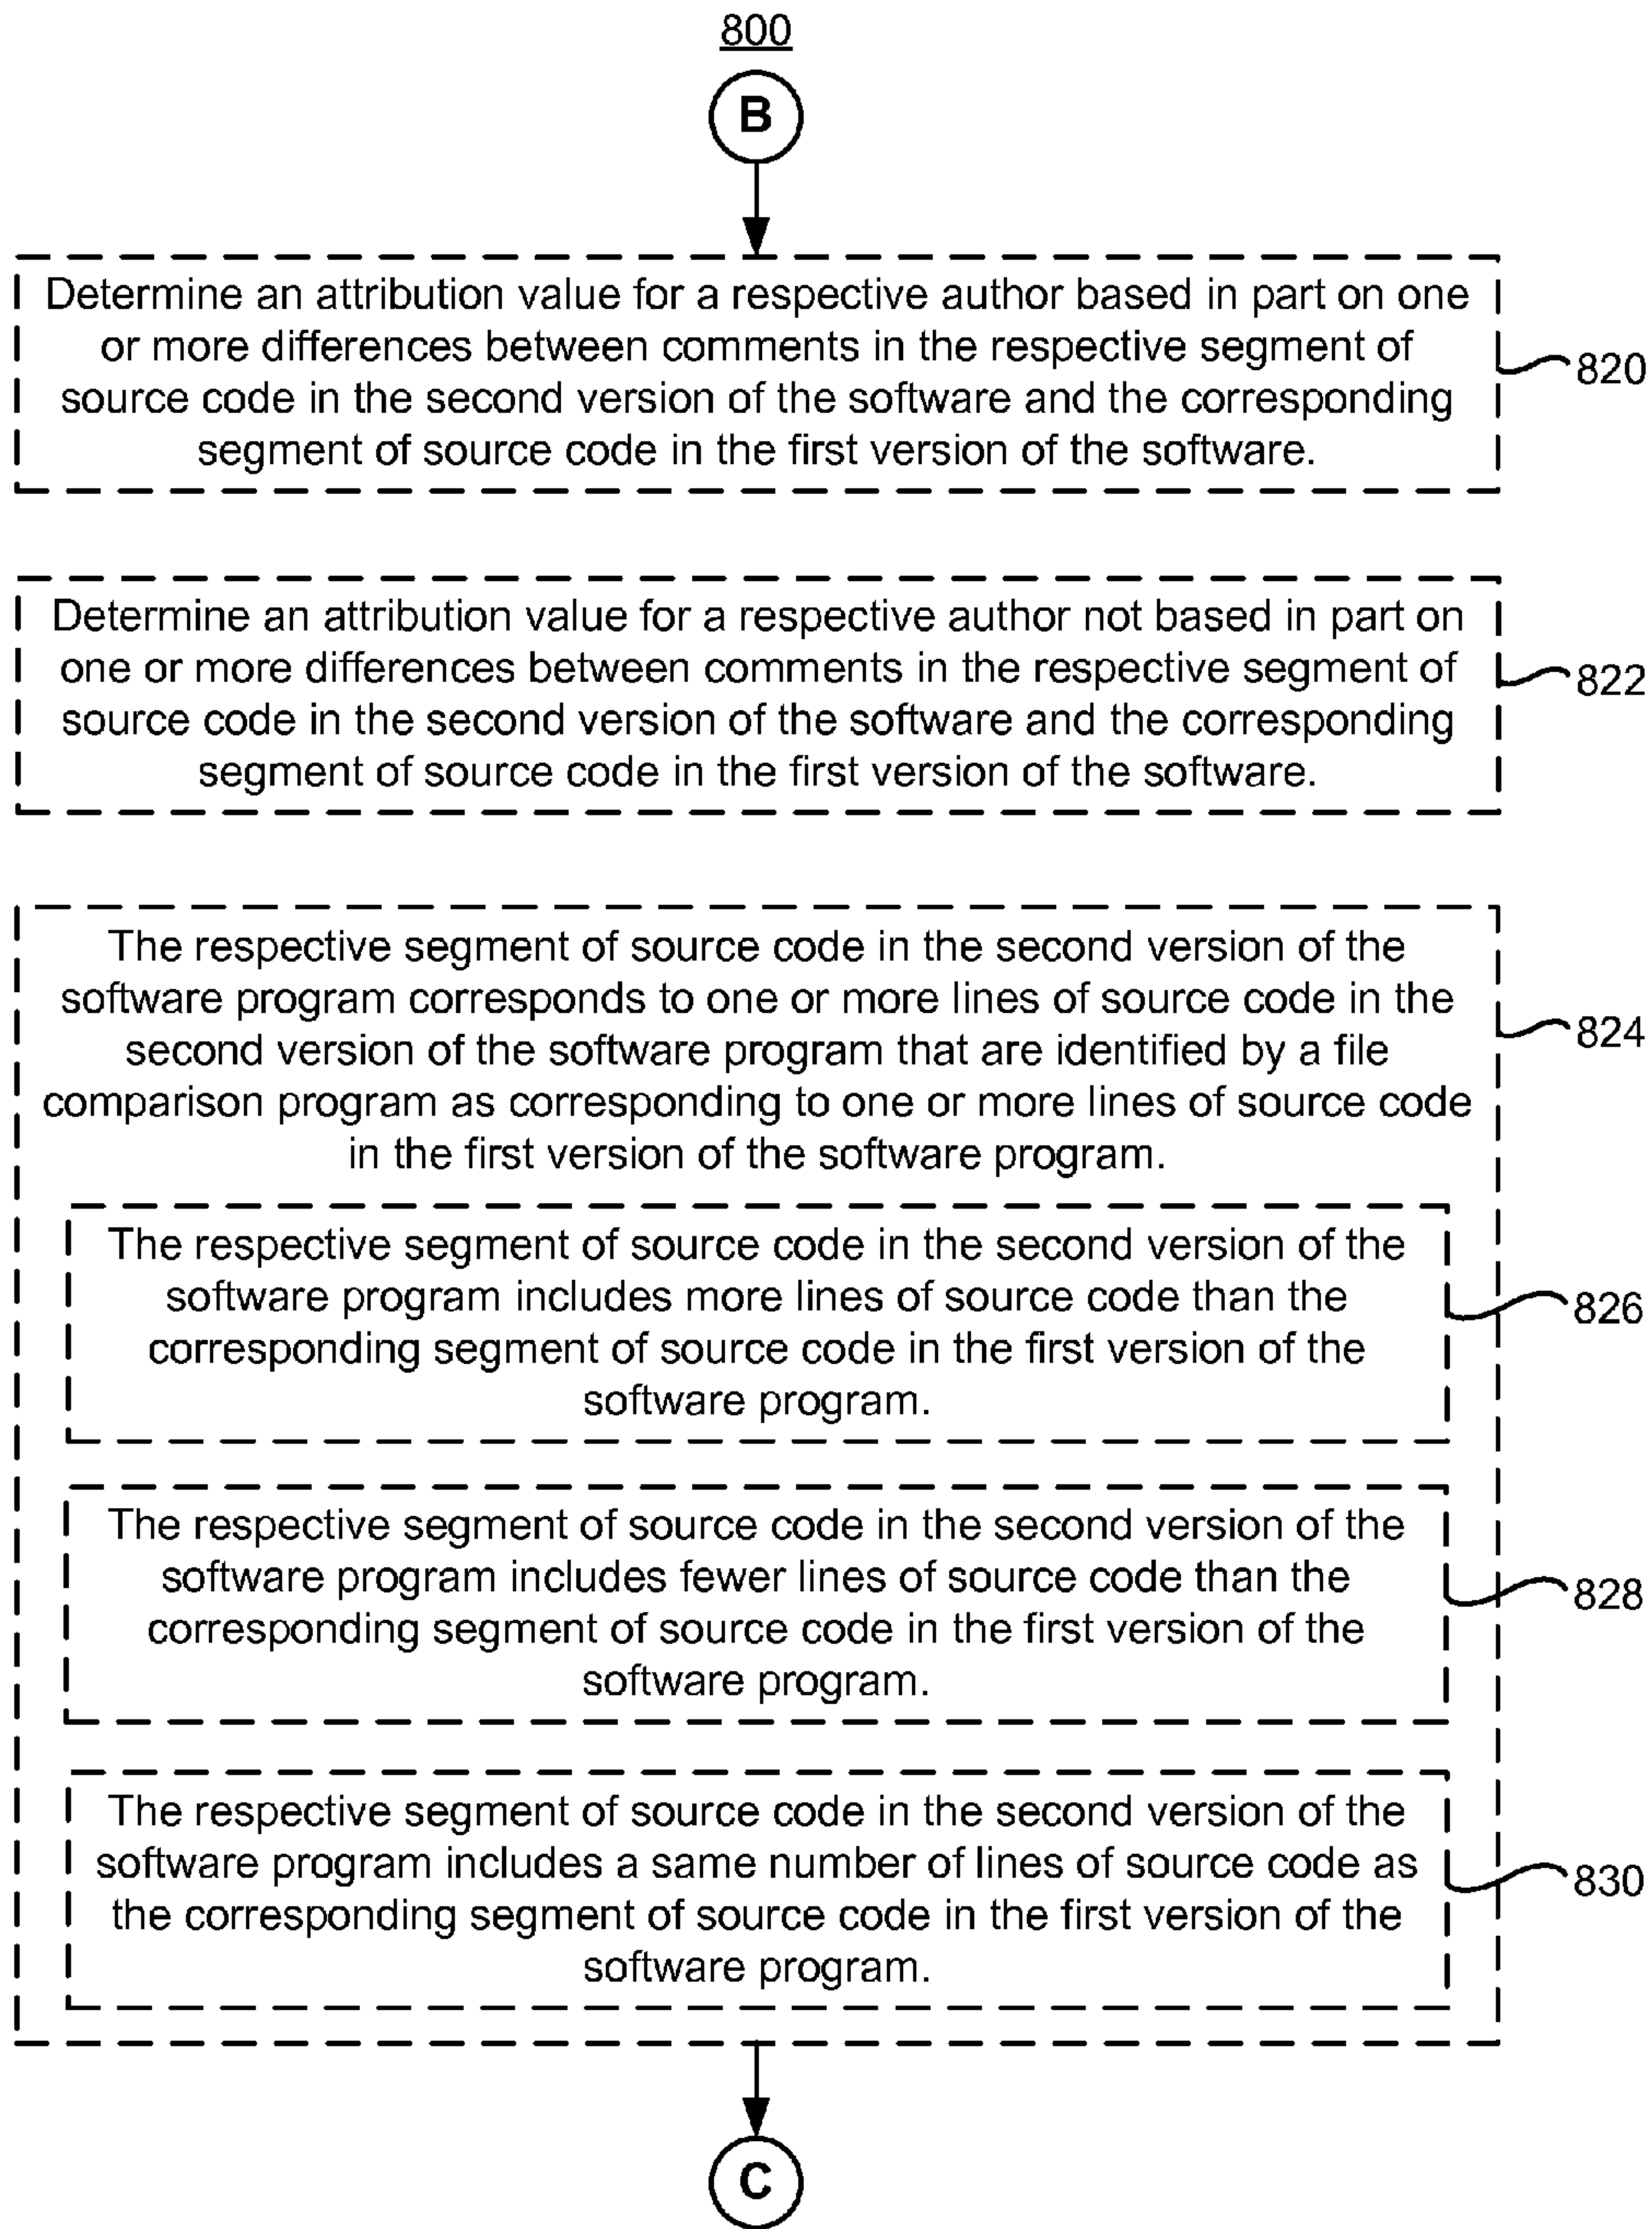 800
B
Determine an attribution value for a respective author based in part on one
or more differences between comments in the respective segment of
source code in the second version of the software and the corresponding
segment of source code in the first version of the software.
820
Determine an attribution value for a respective author not based in part on
one or more differences between comments in the respective segment of
source code in the second version of the software and the corresponding
segment of source code in the first version of the software.
822
The respective segment of source code in the second version of the
software program corresponds to one or more lines of source code in the
second version of the software program that are identified by a file
comparison program as corresponding to one or more lines of source code
in the first version of the software program.
824
The respective segment of source code in the second version of the
software program includes more lines of source code than the
corresponding segment of source code in the first version of the
software program.
826
The respective segment of source code in the second version of the
software program includes fewer lines of source code than the
corresponding segment of source code in the first version of the
software program.
828
The respective segment of source code in the second version of the
software program includes a same number of lines of source code as
the corresponding segment of source code in the first version of the
software program.
830
C